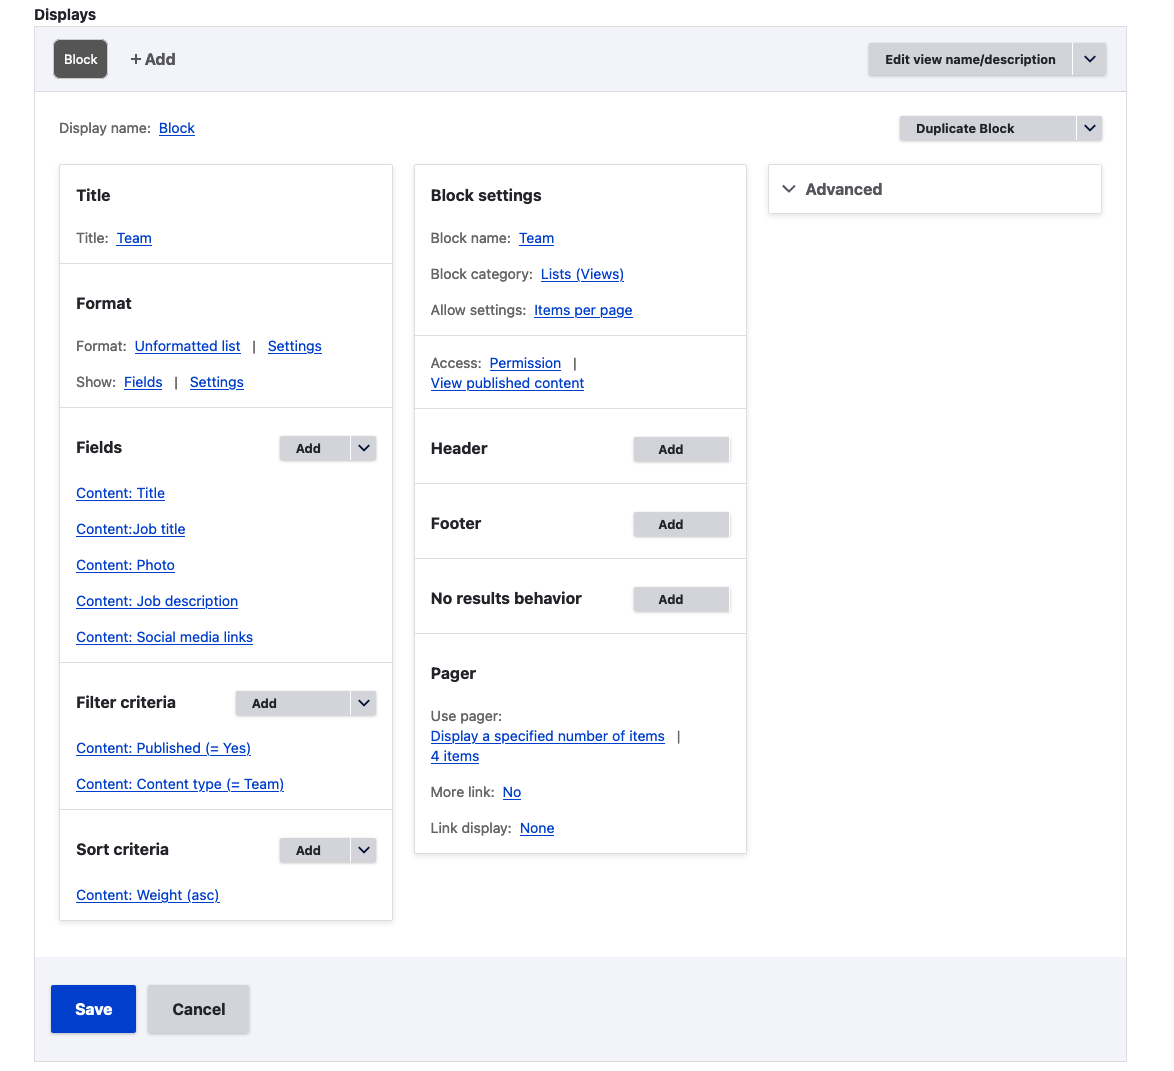 Displays
Block
+ Add
Edit view name/description
Display name: Block
Duplicate Block
Title
Title: Team
Format
Format: Unformatted list | Settings
Show: Fields | Settings
Fields
Add
Content: Title
Content:Job title
Content: Photo
Content: Job description
Content: Social media links
Filter criteria
Add
Content: Published (= Yes)
Content: Content type (= Team)
Sort criteria
Add
Content: Weight (asc)
Block settings
Block name: Team
Block category: Lists (Views)
Allow settings: Items per page
Access: Permission |
View published content
Header
Add
Footer
Add
No results behavior
Add
Pager
Use pager:
Display a specified number of items |
4 items
More link: No
Link display: None
Advanced
Save
Cancel